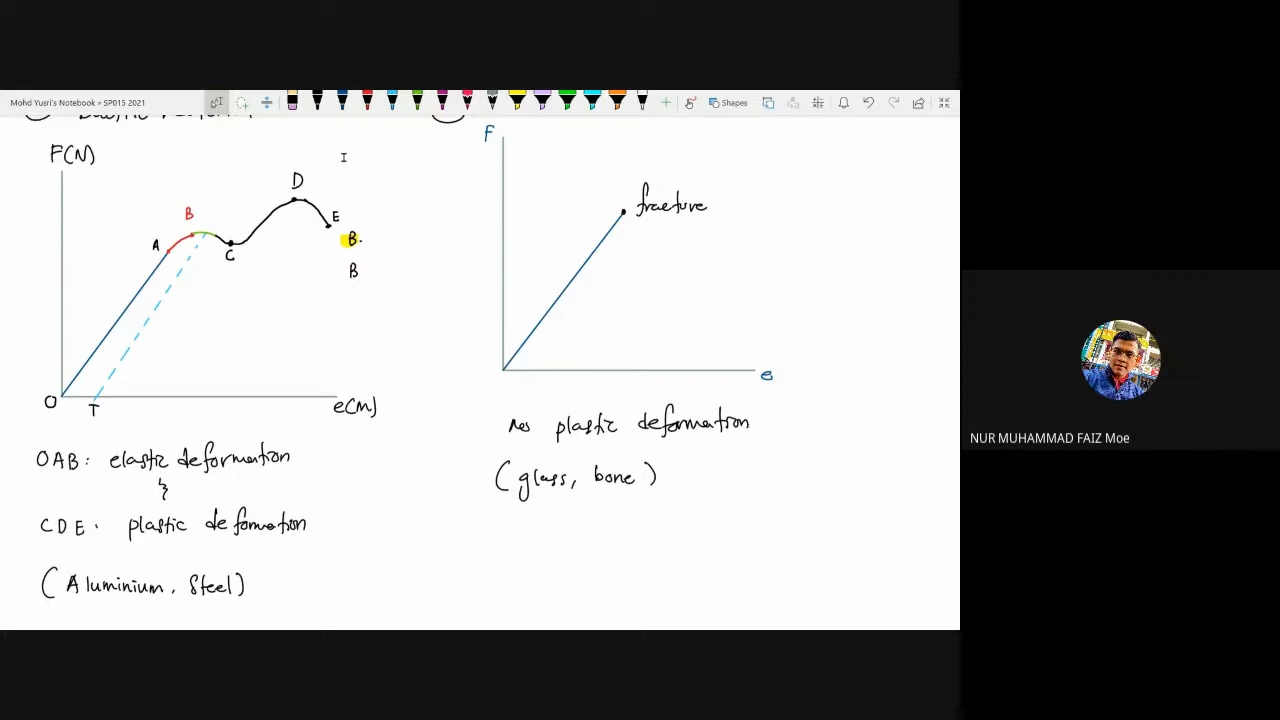 Mohd Yusri's Notebook » SP015 2021
Shapes
F(N)
D
B
E
A
C
B.
B
O
T
e(m)
OAB: elastic deformation
&
CDE: plastic deformation
(Aluminium, Steel)
F
fracture
e
no plastic deformation
(glass, bone)
NUR MUHAMMAD FAIZ Moe